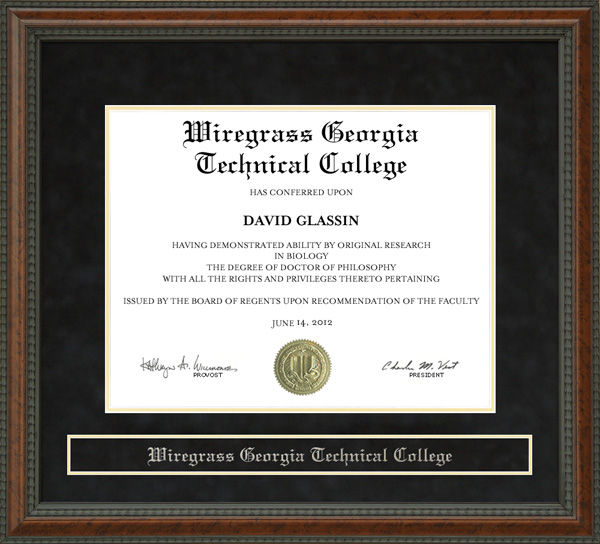 Wiregrass Georgia
Technical College
HAS CONFERRED UPON
DAVID GLASSIN
HAVING DEMONSTRATED ABILITY BY ORIGINAL RESEARCH
IN BIOLOGY
THE DEGREE OF DOCTOR OF PHILOSOPHY
WITH ALL THE RIGHTS AND PRIVILEGES THERETO PERTAINING
ISSUED BY THE BOARD OF REGENTS UPON RECOMMENDATION OF THE FACULTY
JUNE 14, 2012
Charles M. Vest
PROVOST
PRESIDENT
Wiregrass Georgia Technical College